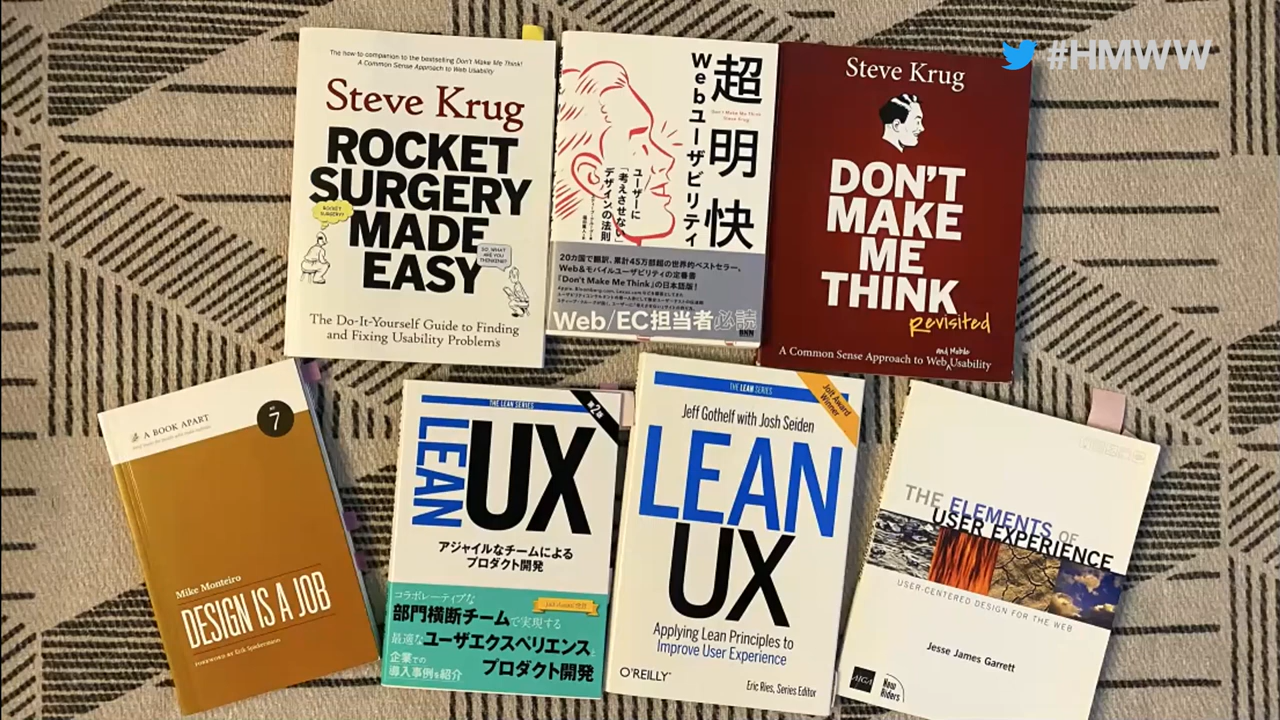 #HMWW
The how-to companion to the bestselling Don't Make Me Think!
A Common Sense Approach to Web Usability
Steve Krug
ROCKET
SURGERY
MADE
EASY
ROCKET
SURGERY?
SO, WHAT
ARE YOU
THINKING?
The Do-It-Yourself Guide to Finding
and Fixing Usability Problems
超明快
Webユーザビリティ
Don't Make Me Think
Steve Krug
ユーザーに
「考えさせない」
デザインの法則
20カ国で翻訳、累計45万部超の世界的ベストセラー、
Web&モバイルユーザビリティの定番書
『Don't Make Me Think』の日本語版!
Web/EC担当者必読
BNN
Steve Krug
DON'T
MAKE
ME
THINK
Revisited
and Mobile
A Common Sense Approach to Web Usability
A BOOK APART
7
Mike Monteiro
DESIGN IS A JOB
FOREWORD BY Erik Spiekermann
THE LEAN SERIES
第2版
LEAN
UX
アジャイルなチームによる
プロダクト開発
コラボレーティブな
部門横断チームで実現する
最適なユーザエクスペリエンスと
企業での
導入事例を紹介
プロダクト開発
THE LEAN SERIES
Jolt Award
Winner
Jeff Gothelf with Josh Seiden
LEAN
UX
Applying Lean Principles to
Improve User Experience
O'REILLY
Eric Ries, Series Editor
THE ELEMENTS OF
USER EXPERIENCE
USER-CENTERED DESIGN FOR THE WEB
Jesse James Garrett
AIGA
New
Riders